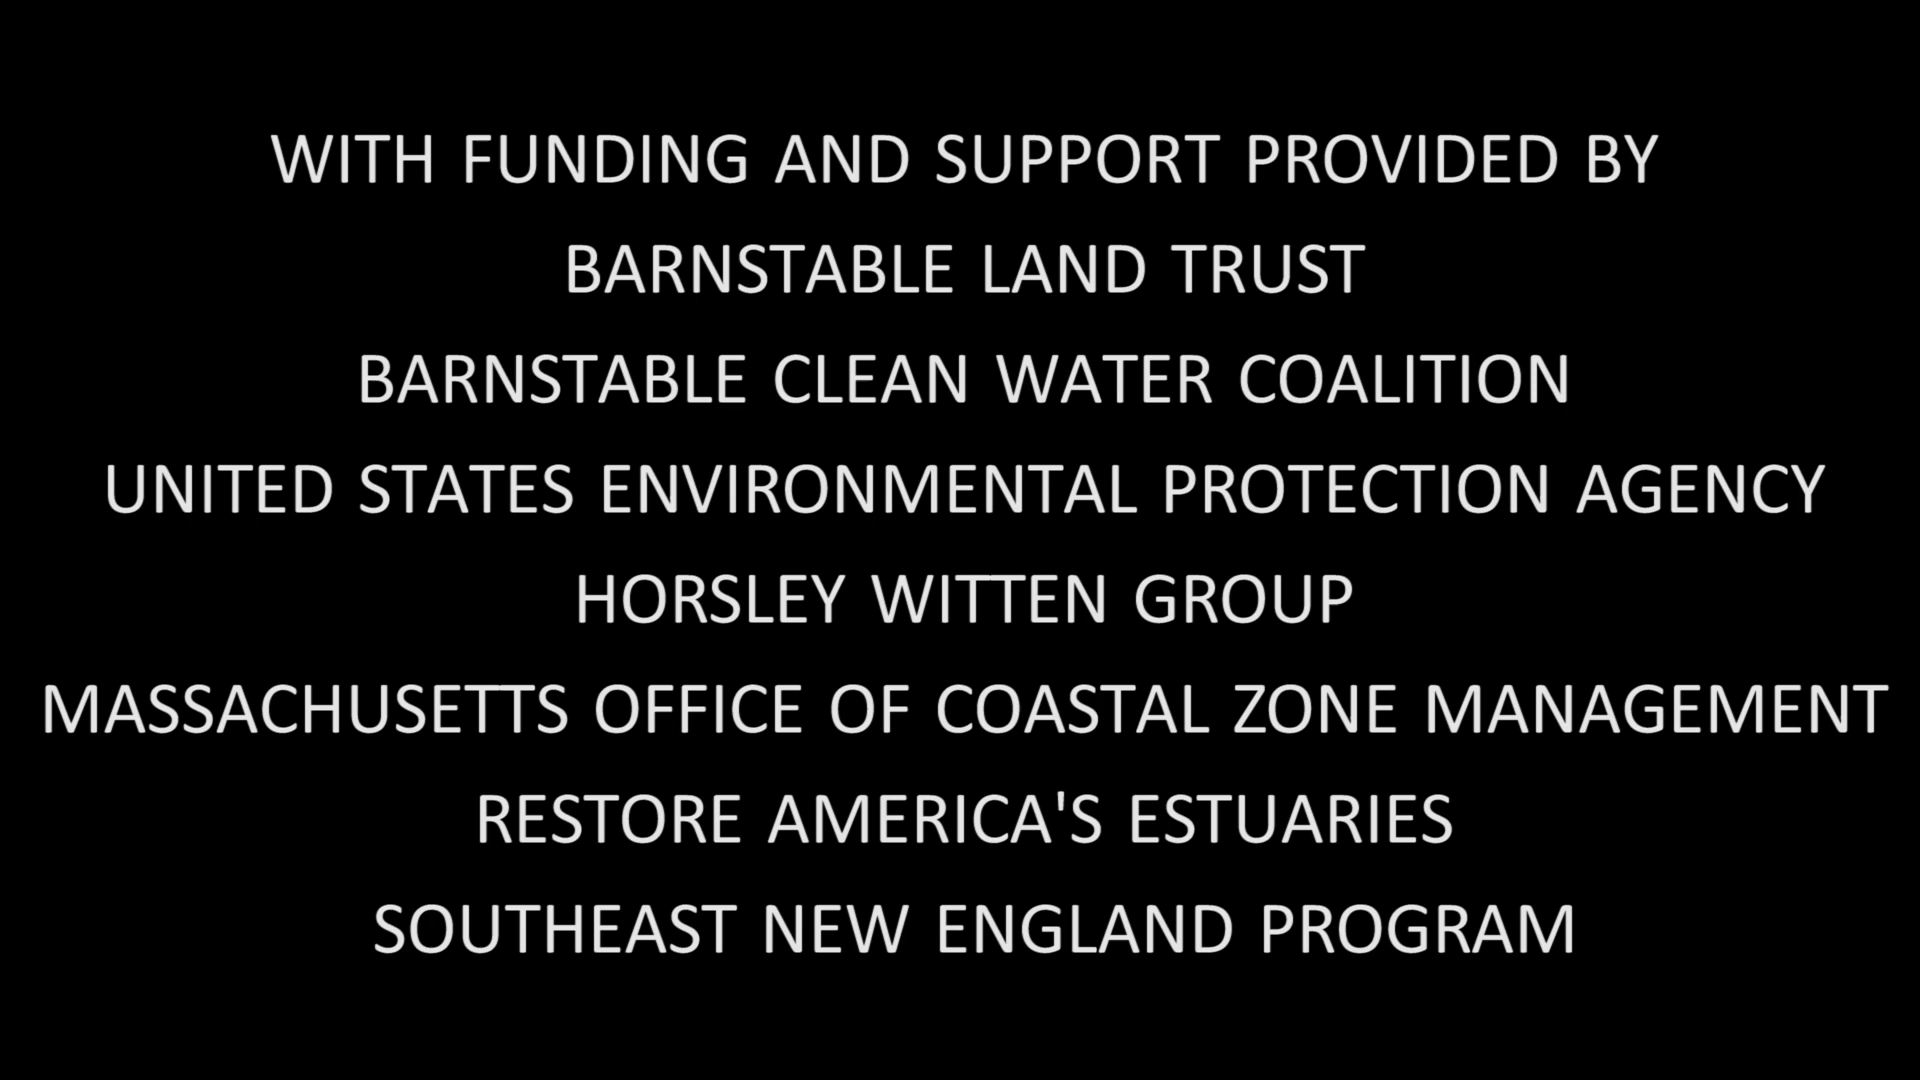 WITH FUNDING AND SUPPORT PROVIDED BY
BARNSTABLE LAND TRUST
BARNSTABLE CLEAN WATER COALITION
UNITED STATES ENVIRONMENTAL PROTECTION AGENCY
HORSLEY WITTEN GROUP
MASSACHUSETTS OFFICE OF COASTAL ZONE MANAGEMENT
RESTORE AMERICA'S ESTUARIES
SOUTHEAST NEW ENGLAND PROGRAM